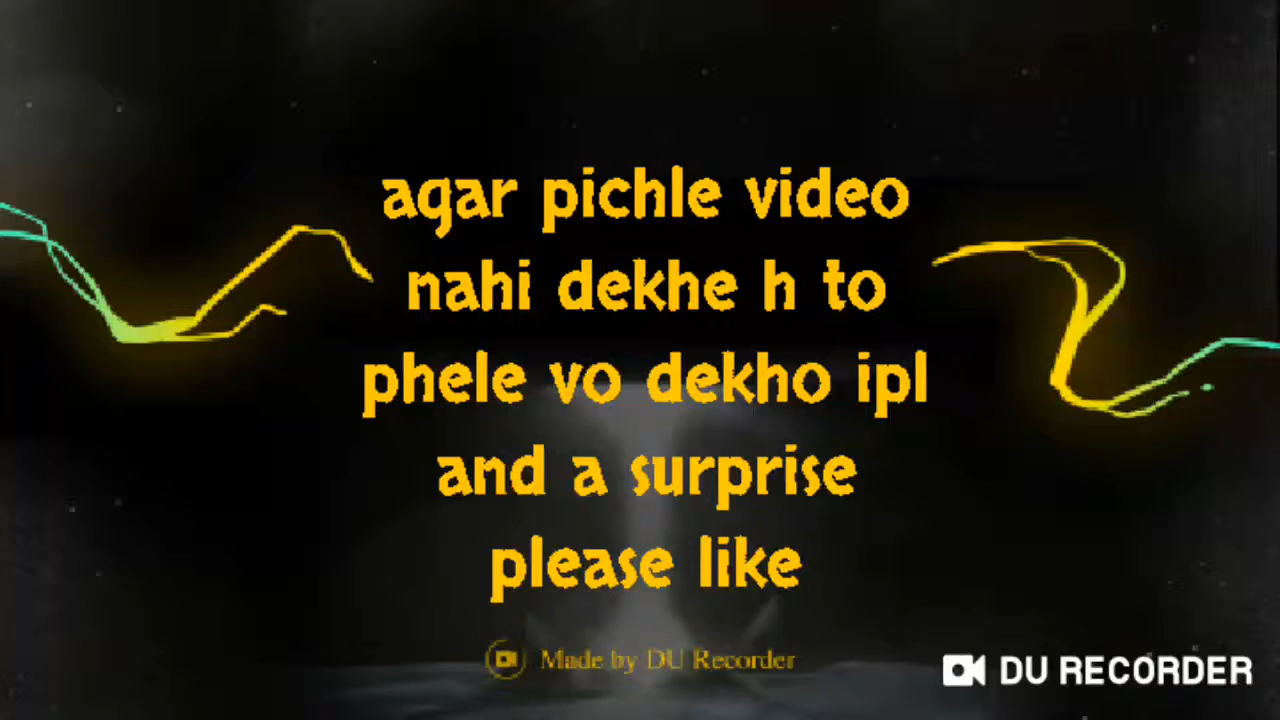 agar pichle video
nahi dekhe h to
phele vo dekho ipl
and a surprise
please like
Made by DU Recorder
DU RECORDER